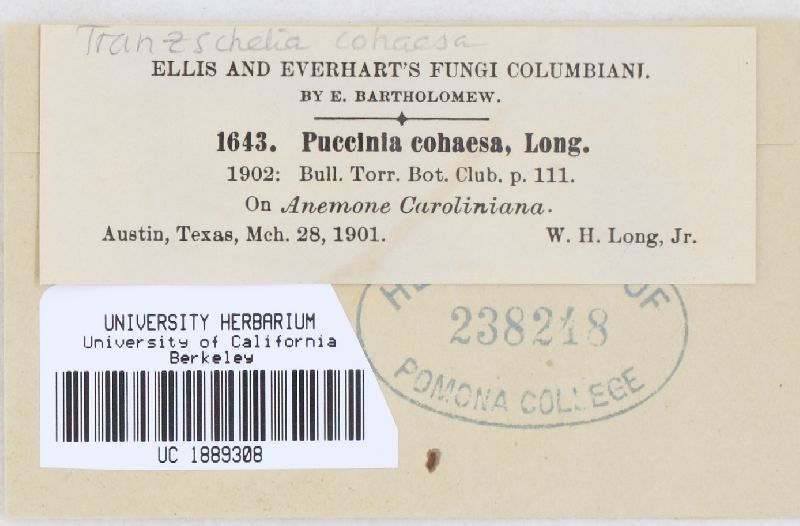 Tranzschelia cohaesa
ELLIS AND EVERHART'S FUNGI COLUMBIANI.
BY E. BARTHOLOMEW.
1643. Puccinia cohaesa, Long.
1902: Bull. Torr. Bot. Club. p. 111.
On Anemone Caroliniana.
Austin, Texas, Mch. 28, 1901. W. H. Long, Jr.
OF
238248
POMONA COLLEGE
UNIVERSITY HERBARIUM
University of California
Berkeley
UC 1889308